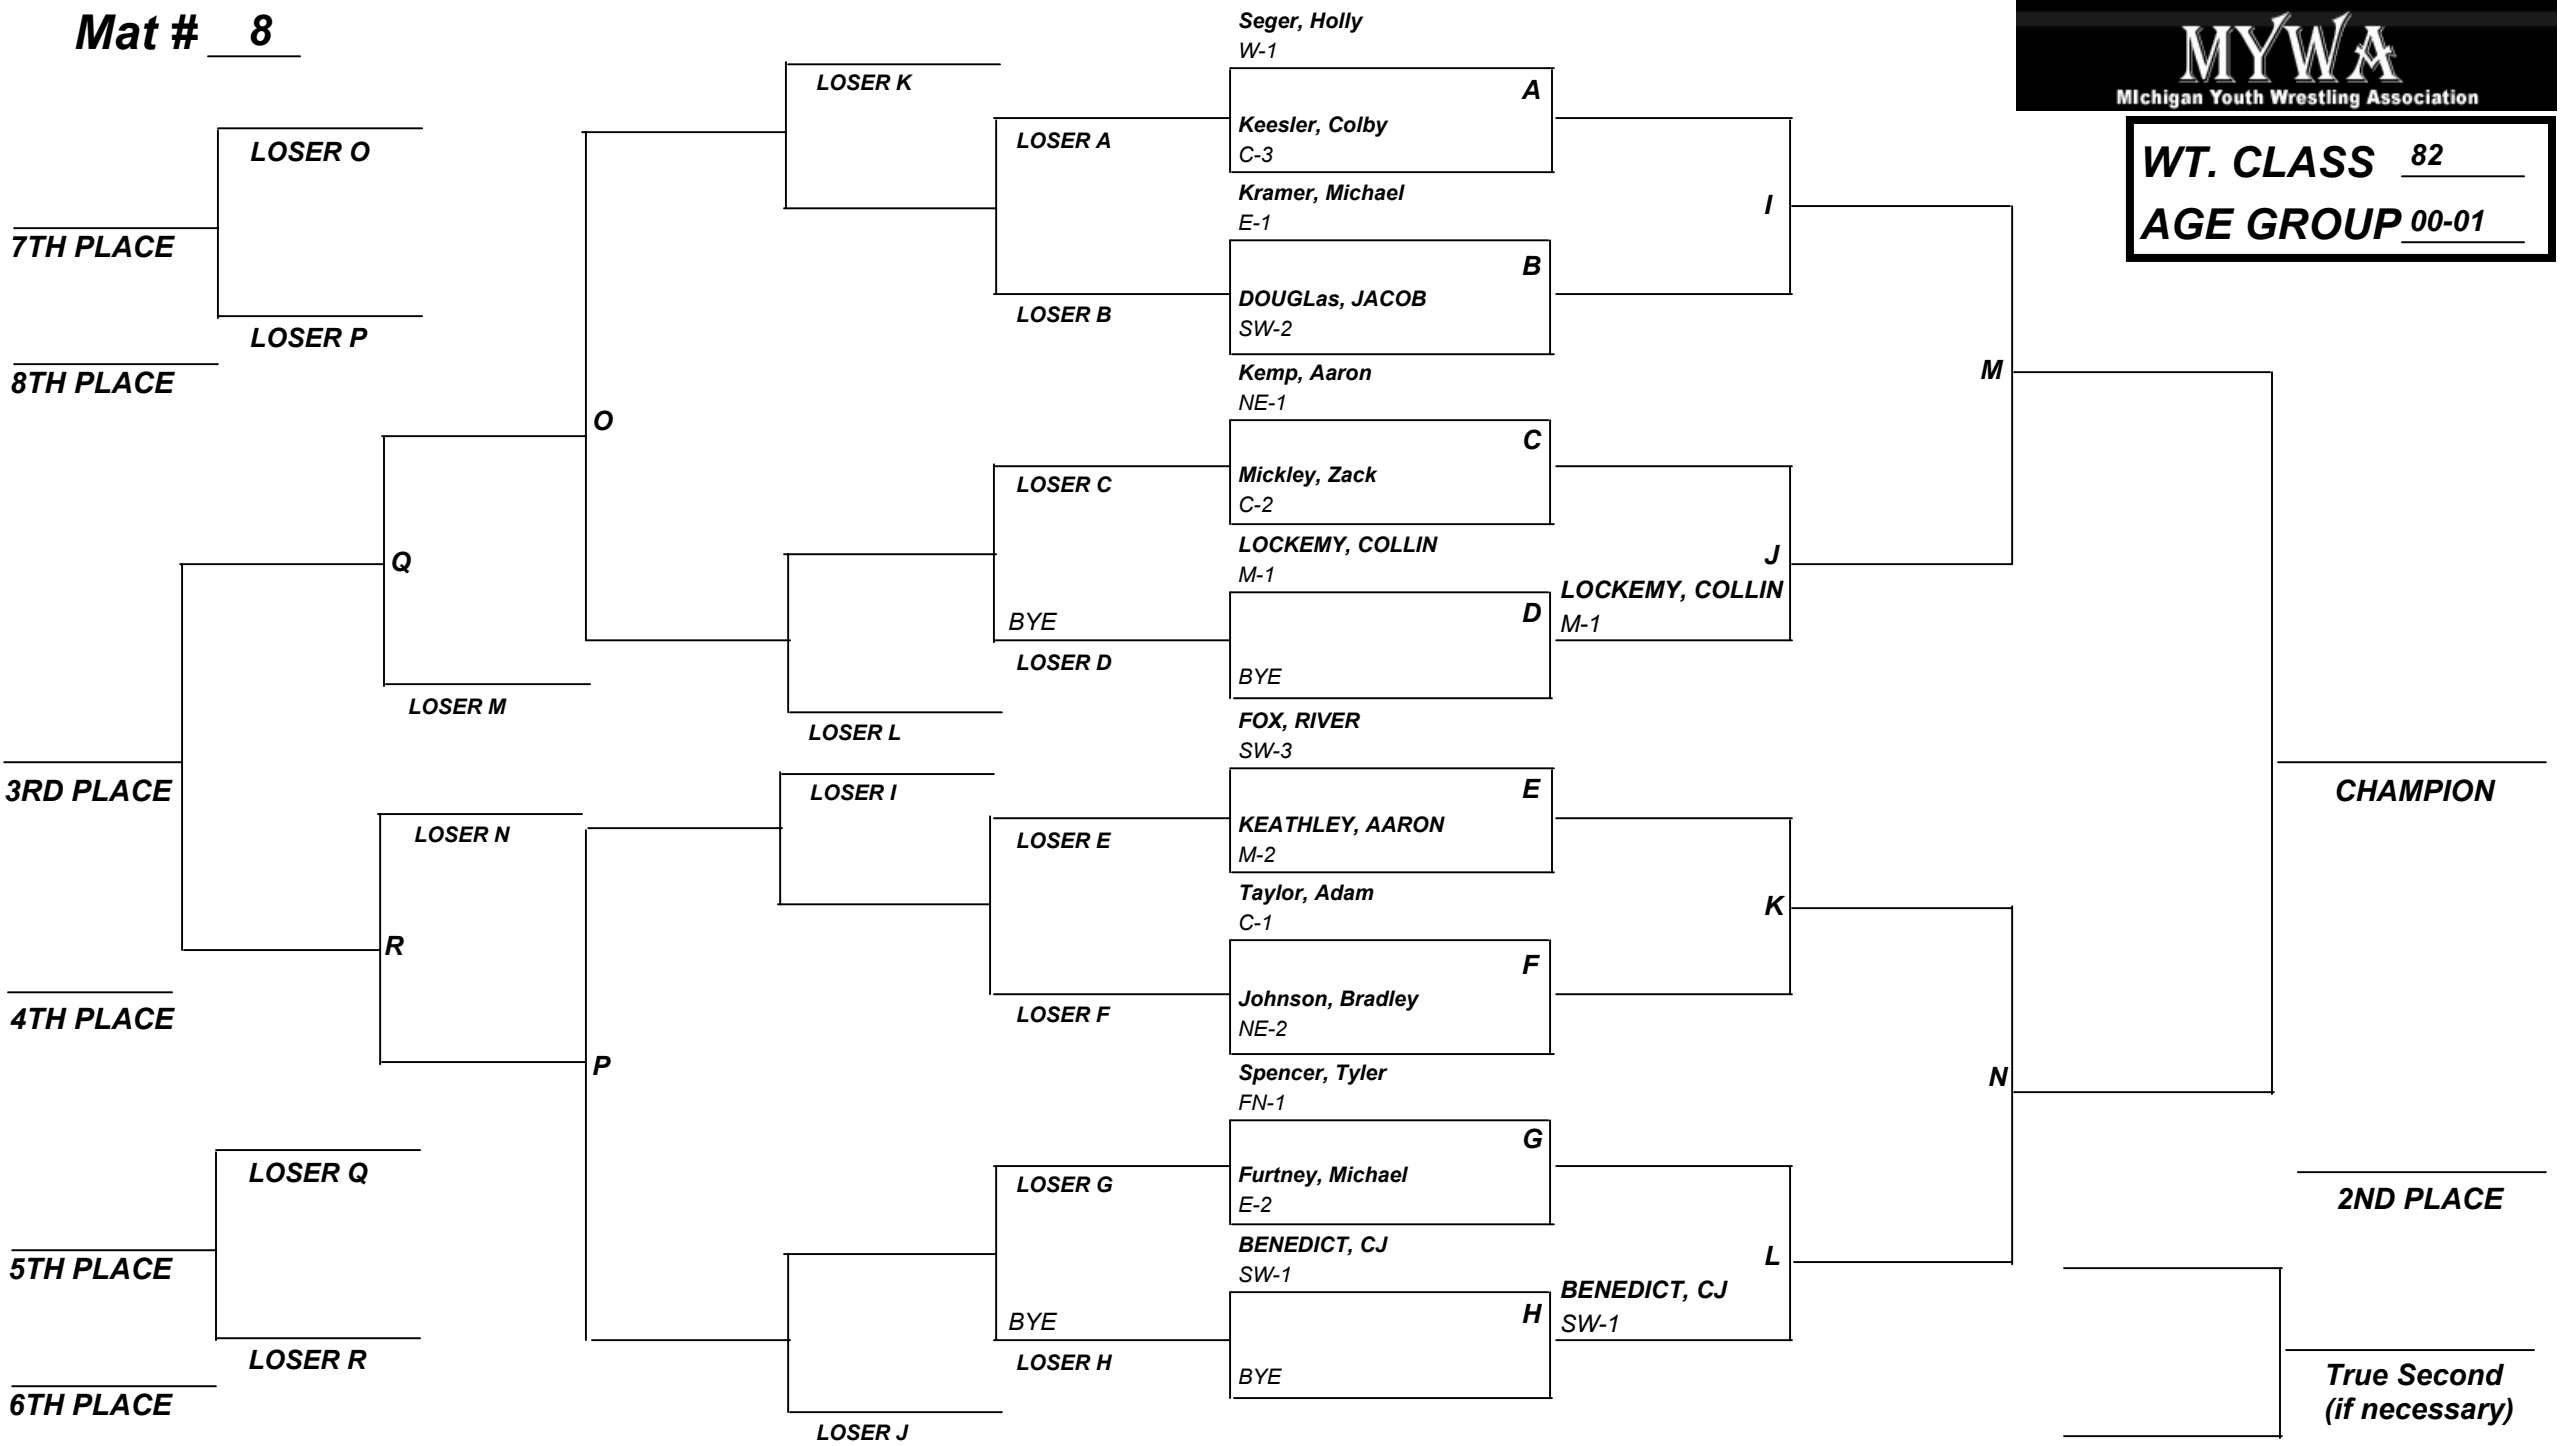 Mat # 8
MYWA
MIchigan Youth Wrestling Association
WT. CLASS 82
AGE GROUP 00-01
Seger, Holly
W-1
A
Keesler, Colby
C-3
Kramer, Michael
E-1
B
DOUGLas, JACOB
SW-2
Kemp, Aaron
NE-1
C
Mickley, Zack
C-2
LOCKEMY, COLLIN
M-1
D
BYE
FOX, RIVER
SW-3
E
KEATHLEY, AARON
M-2
Taylor, Adam
C-1
F
Johnson, Bradley
NE-2
Spencer, Tyler
FN-1
G
Furtney, Michael
E-2
BENEDICT, CJ
SW-1
H
BYE
I
J
LOCKEMY, COLLIN
M-1
K
L
BENEDICT, CJ
SW-1
M
N
CHAMPION
2ND PLACE
True Second
(if necessary)
LOSER A
LOSER B
LOSER C
BYE
LOSER D
LOSER E
LOSER F
LOSER G
BYE
LOSER H
LOSER K
LOSER L
LOSER I
LOSER J
O
P
Q
LOSER M
LOSER N
R
LOSER O
7TH PLACE
LOSER P
8TH PLACE
3RD PLACE
4TH PLACE
LOSER Q
5TH PLACE
LOSER R
6TH PLACE